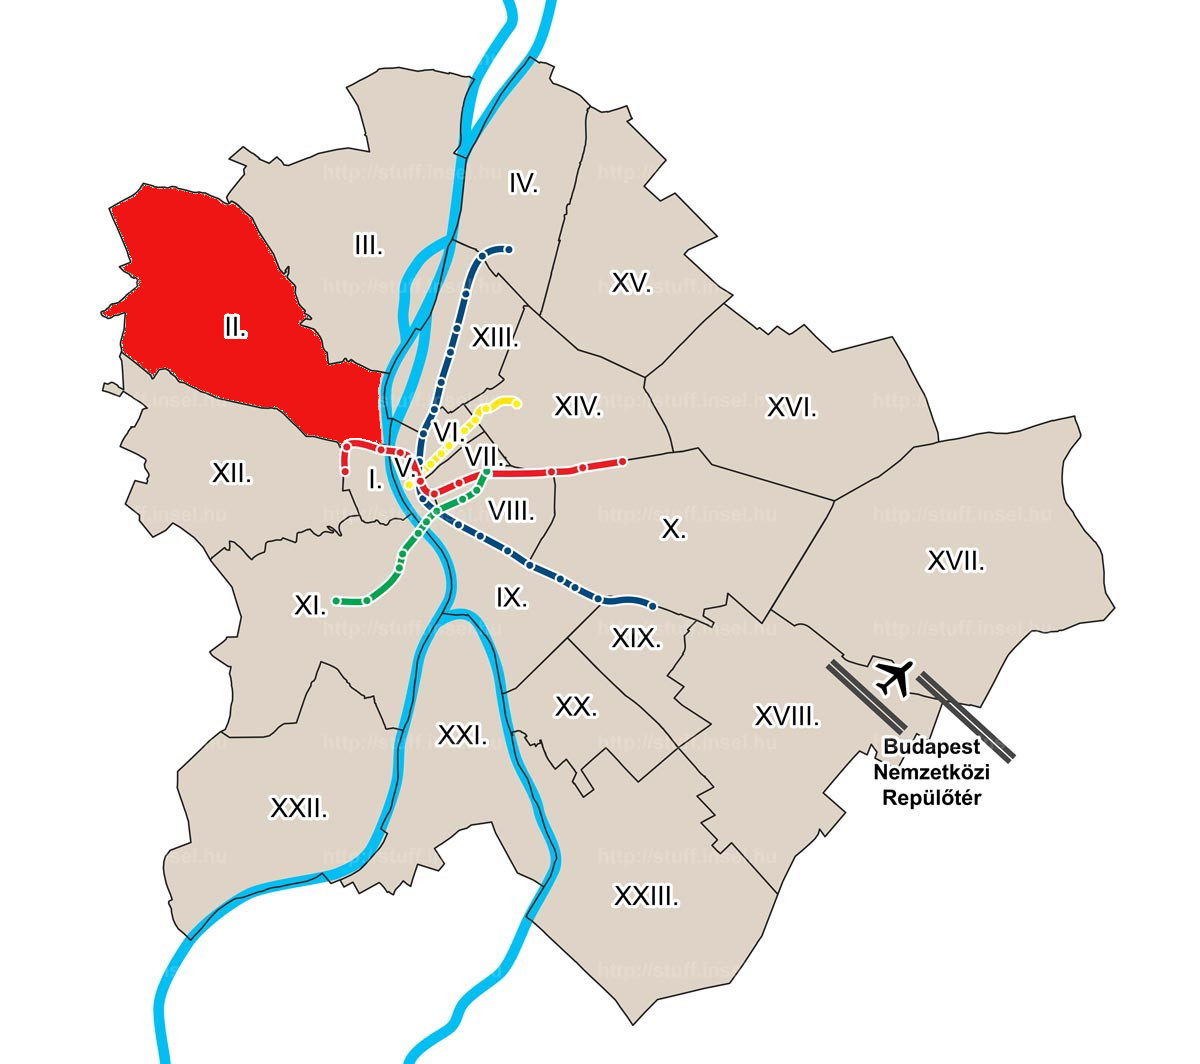 IV.
III.
XV.
II.
XIII.
XIV.
XVI.
VI.
VII.
V.
XII.
I.
VIII.
X.
XVII.
XI.
IX.
XIX.
XX.
XVIII.
XXI.
Budapest
Nemzetközi
Repülőtér
XXII.
XXIII.
http://stuff.insel.hu